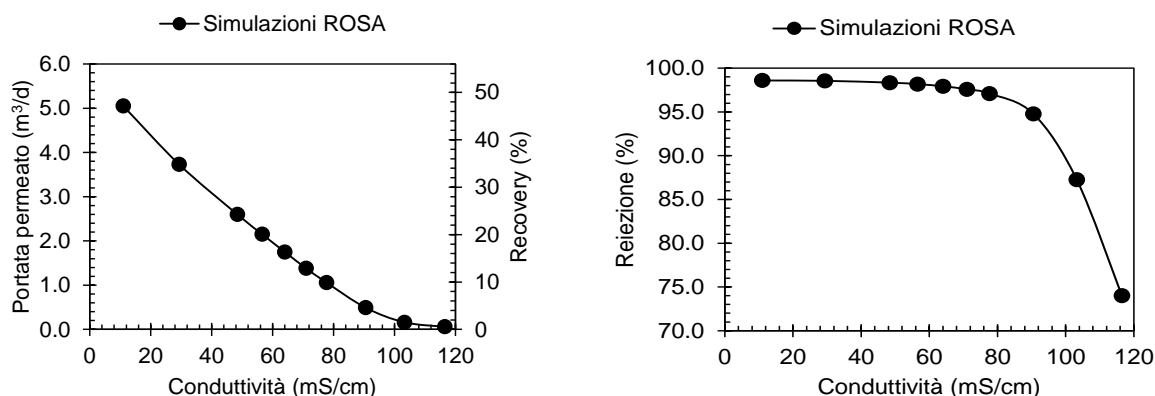 Simulazioni ROSA
Portata permeato (m³/d)
6.0
5.0
4.0
3.0
2.0
1.0
0.0
0 20 40 60 80 100 120
Conduttività (mS/cm)
50
40
30
20
10
0
Recovery (%)
Simulazioni ROSA
Reiezione (%)
100.0
95.0
90.0
85.0
80.0
75.0
70.0
0 20 40 60 80 100 120
Conduttività (mS/cm)